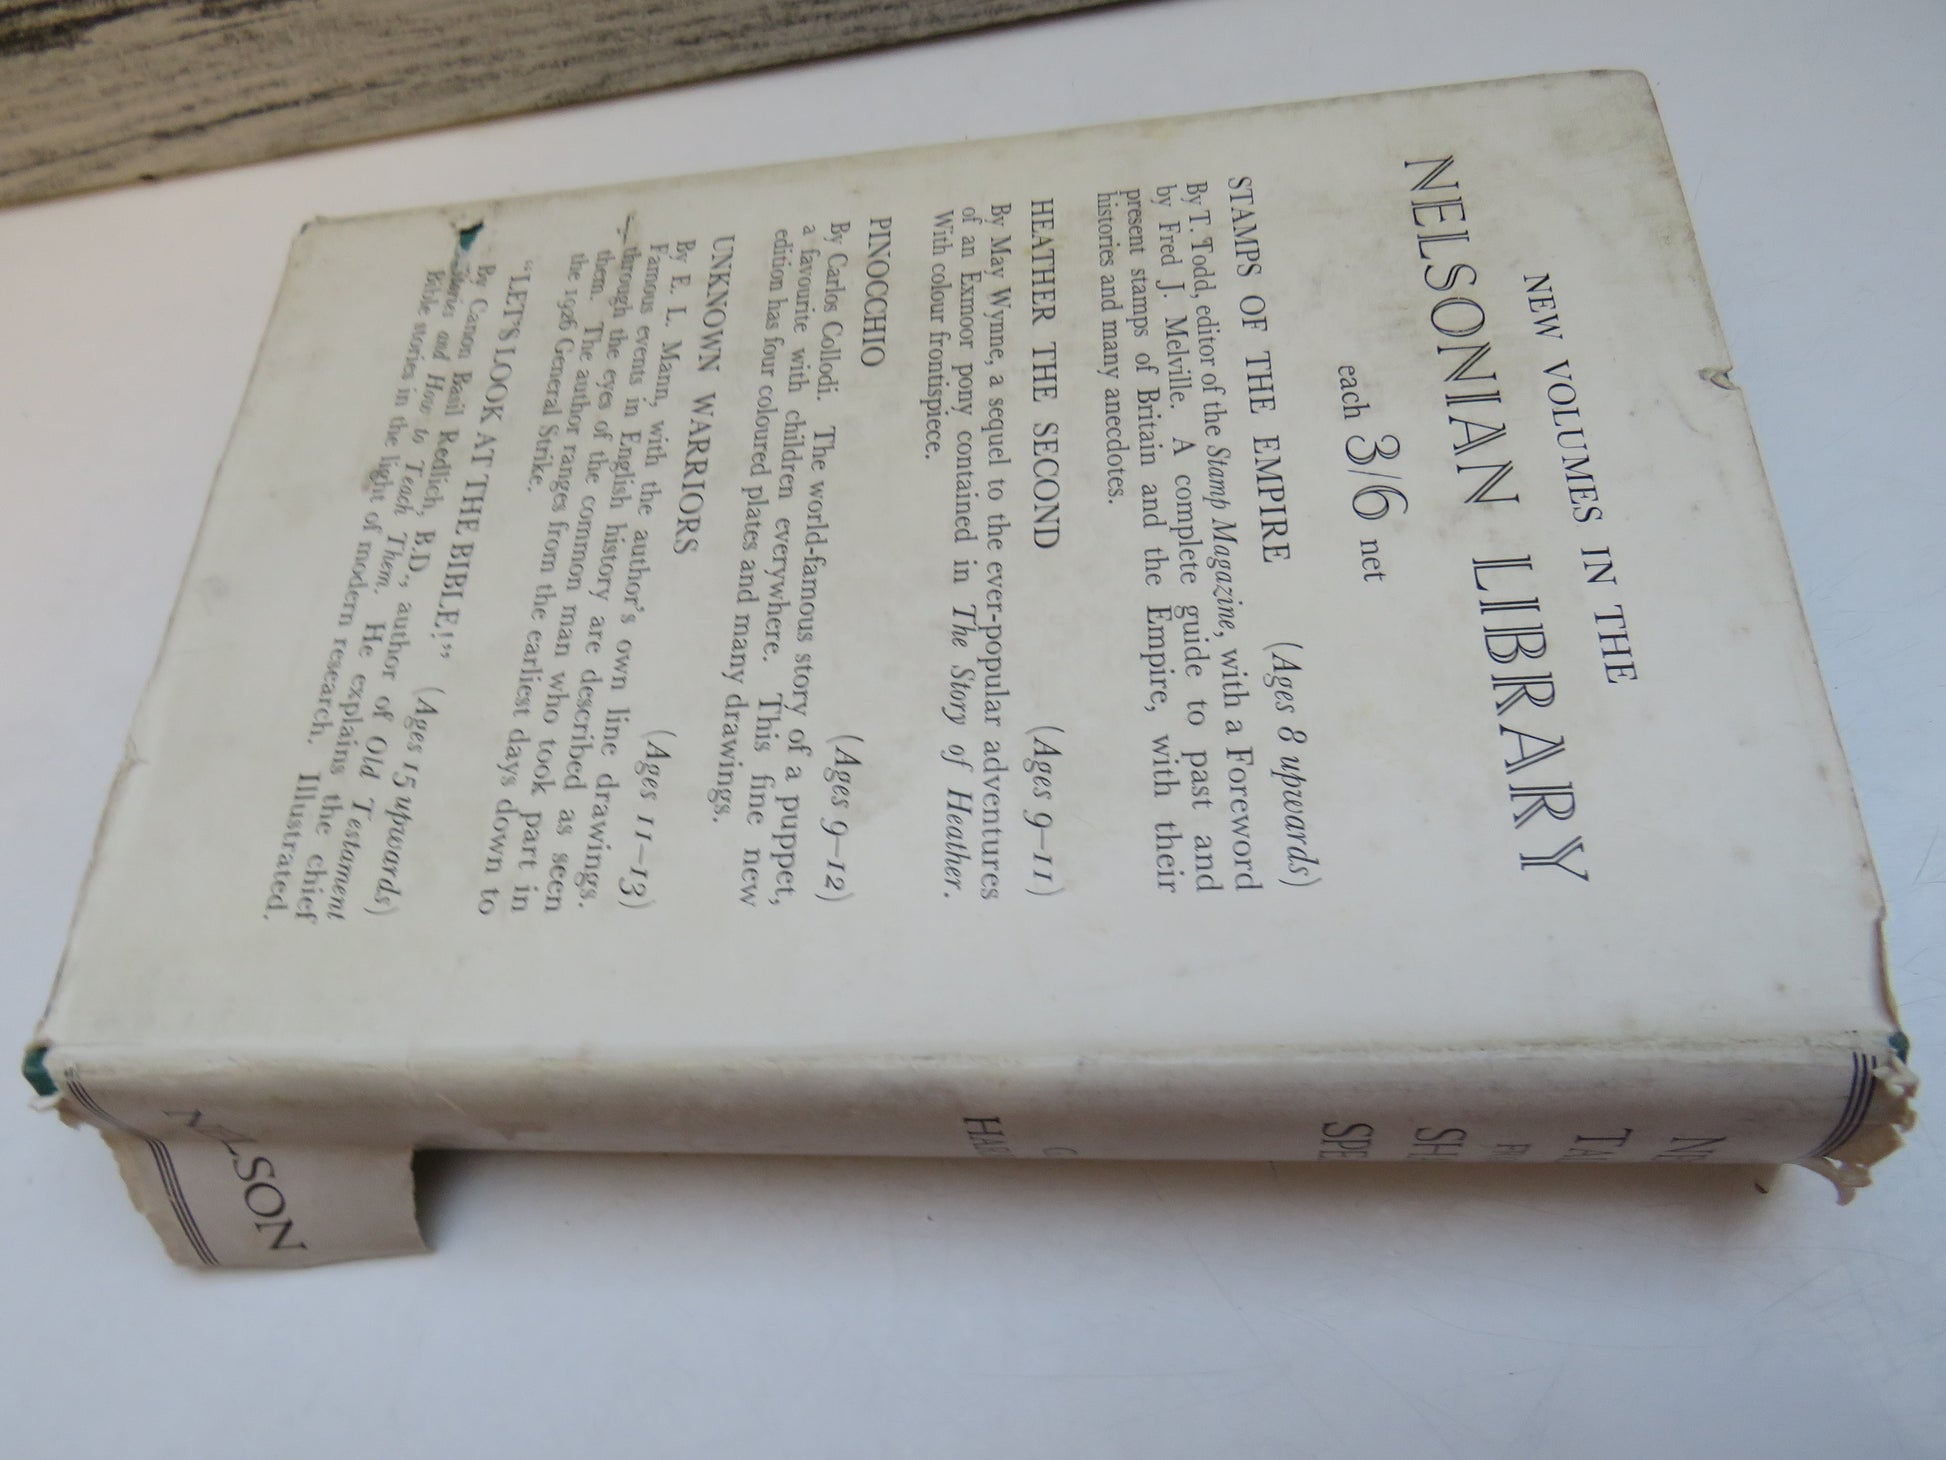 NEW VOLUMES IN THE
NELSONIAN LIBRARY
each 3/6 net
STAMPS OF THE EMPIRE (Ages 8 upwards)
By T. Todd, editor of the Stamp Magazine, with a Foreword
by Fred J. Melville. A complete guide to past and
present stamps of Britain and the Empire, with their
histories and many anecdotes.
HEATHER THE SECOND (Ages 9–11)
By May Wynne, a sequel to the ever-popular adventures
of an Exmoor pony contained in The Story of Heather.
With colour frontispiece.
PINOCCHIO (Ages 9–12)
By Carlos Collodi. The world-famous story of a puppet,
a favourite with children everywhere. This fine new
edition has four coloured plates and many drawings.
UNKNOWN WARRIORS (Ages 11–13)
By E. L. Mann, with the author's own line drawings.
Famous events in English history are described as seen
through the eyes of the common man who took part in
them. The author ranges from the earliest days down to
the 1926 General Strike.
"LET'S LOOK AT THE BIBLE!" (Ages 15 upwards)
By Canon Basil Redlich, B.D., author of Old Testament
Stories and How to Teach Them. He explains the chief
Bible stories in the light of modern research. Illustrated.
TA
SH
SPE
LSON